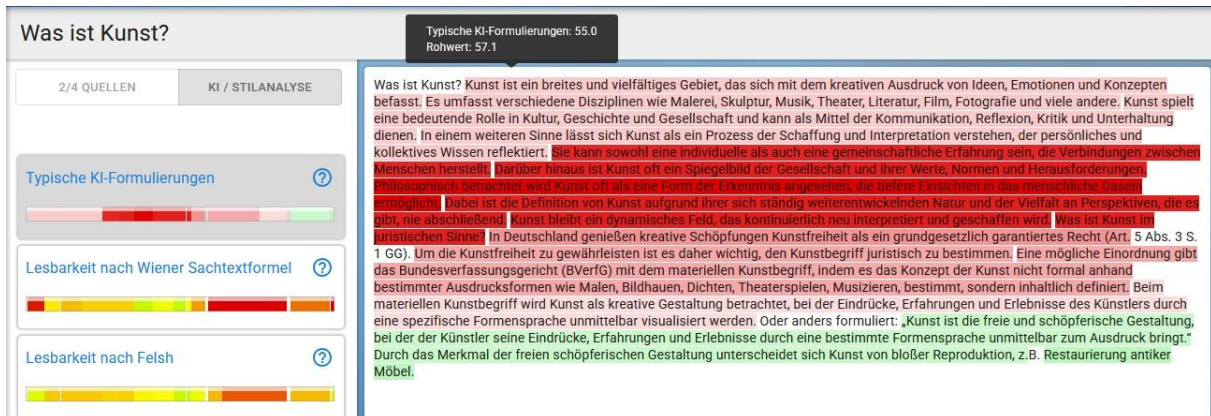 Was ist Kunst?
Typische KI-Formulierungen: 55.0
Rohwert: 57.1
2/4 QUELLEN
KI / STILANALYSE
Typische KI-Formulierungen
Lesbarkeit nach Wiener Sachtextformel
Lesbarkeit nach Felsh
Was ist Kunst? Kunst ist ein breites und vielfältiges Gebiet, das sich mit dem kreativen Ausdruck von Ideen, Emotionen und Konzepten
befasst. Es umfasst verschiedene Disziplinen wie Malerei, Skulptur, Musik, Theater, Literatur, Film, Fotografie und viele andere. Kunst spielt
eine bedeutende Rolle in Kultur, Geschichte und Gesellschaft und kann als Mittel der Kommunikation, Reflexion, Kritik und Unterhaltung
dienen. In einem weiteren Sinne lässt sich Kunst als ein Prozess der Schaffung und Interpretation verstehen, der persönliches und
kollektives Wissen reflektiert. Sie kann sowohl eine individuelle als auch eine gemeinschaftliche Erfahrung sein, die Verbindungen zwischen
Menschen herstellt. Darüber hinaus ist Kunst oft ein Spiegelbild der Gesellschaft und ihrer Werte, Normen und Herausforderungen.
Philosophisch betrachtet wird Kunst oft als eine Form der Erkenntnis angesehen, die tiefere Einsichten in das menschliche Dasein
ermöglicht. Dabei ist die Definition von Kunst aufgrund ihrer sich ständig weiterentwickelnden Natur und der Vielfalt an Perspektiven, die es
gibt, nie abschließend. Kunst bleibt ein dynamisches Feld, das kontinuierlich neu interpretiert und geschaffen wird. Was ist Kunst im
juristischen Sinne? In Deutschland genießen kreative Schöpfungen Kunstfreiheit als ein grundgesetzlich garantiertes Recht (Art. 5 Abs. 3 S.
1 GG). Um die Kunstfreiheit zu gewährleisten ist es daher wichtig, den Kunstbegriff juristisch zu bestimmen. Eine mögliche Einordnung gibt
das Bundesverfassungsgericht (BVerfG) mit dem materiellen Kunstbegriff, indem es das Konzept der Kunst nicht formal anhand
bestimmter Ausdrucksformen wie Malen, Bildhauen, Dichten, Theaterspielen, Musizieren, bestimmt, sondern inhaltlich definiert. Beim
materiellen Kunstbegriff wird Kunst als kreative Gestaltung betrachtet, bei der Eindrücke, Erfahrungen und Erlebnisse des Künstlers durch
eine spezifische Formensprache unmittelbar visualisiert werden. Oder anders formuliert: „Kunst ist die freie und schöpferische Gestaltung,
bei der der Künstler seine Eindrücke, Erfahrungen und Erlebnisse durch eine bestimmte Formensprache unmittelbar zum Ausdruck bringt.“
Durch das Merkmal der freien schöpferischen Gestaltung unterscheidet sich Kunst von bloßer Reproduktion, z.B. Restaurierung antiker
Möbel.